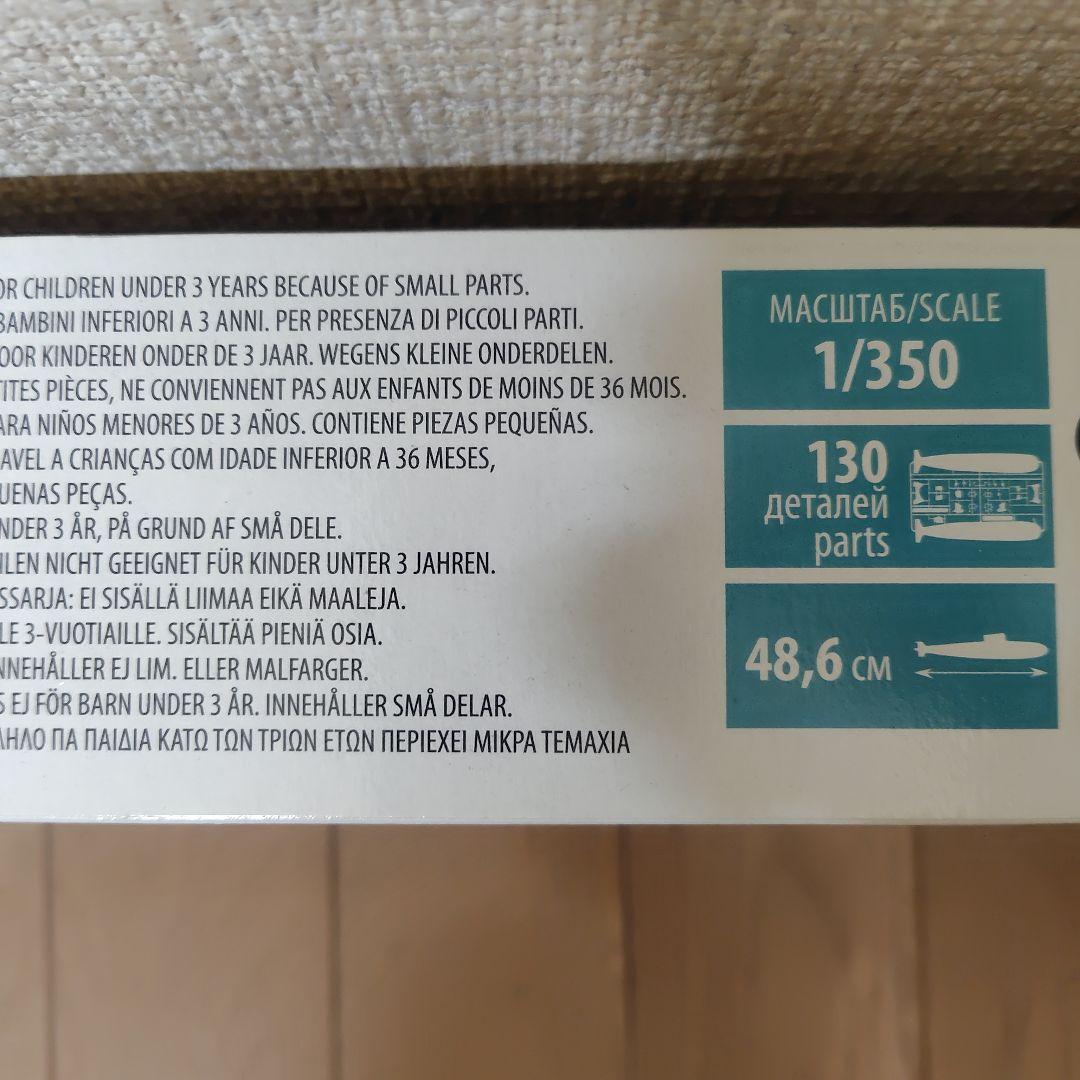 OR CHILDREN UNDER 3 YEARS BECAUSE OF SMALL PARTS.
BAMBINI INFERIORI A 3 ANNI. PER PRESENZA DI PICCOLI PARTI.
OOR KINDEREN ONDER DE 3 JAAR. WEGENS KLEINE ONDERDELEN.
TITES PIÈCES, NE CONVIENNENT PAS AUX ENFANTS DE MOINS DE 36 MOIS.
ARA NIÑOS MENORES DE 3 AÑOS. CONTIENE PIEZAS PEQUEÑAS.
AVEL A CRIANÇAS COM IDADE INFERIOR A 36 MESES,
UENAS PEÇAS.
NDER 3 ÅR, PÅ GRUND AF SMÅ DELE.
ILEN NICHT GEEIGNET FÜR KINDER UNTER 3 JAHREN.
SSARJA: EI SISÄLLÄ LIIMAA EIKÄ MAALEJA.
LE 3-VUOTIAILLE. SISÄLTÄÄ PIENIÄ OSIA.
NNEHÅLLER EJ LIM. ELLER MALFARGER.
S EJ FÖR BARN UNDER 3 ÅR. INNEHÅLLER SMÅ DELAR.
ΛΗΛΟ ΠΑ ΠΑΙΔΙΑ ΚΑΤΩ ΤΩΝ ΤΡΙΩΝ ΕΤΩΝ ΠΕΡΙΕΧΕΙ ΜΙΚΡΑ ΤΕΜΑΧΙΑ
МАСШТАБ/SCALE
1/350
130
деталей
parts
48,6 см